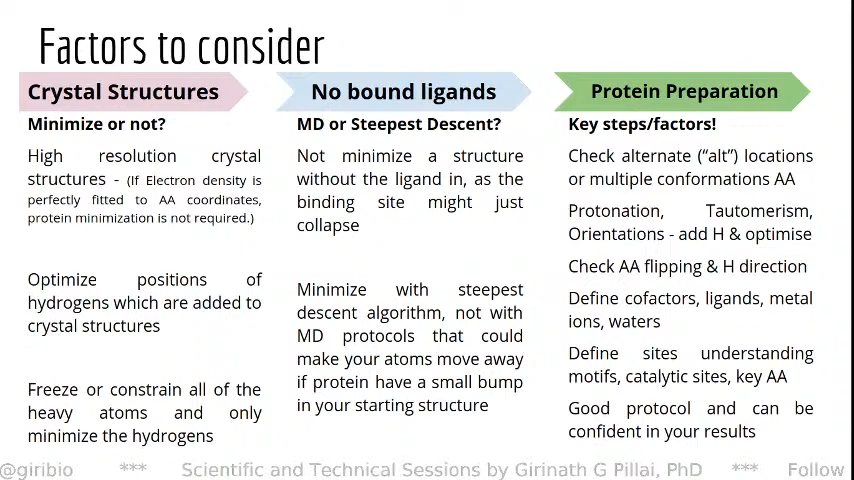 Factors to consider
Crystal Structures
Minimize or not?
High resolution crystal
structures - (If Electron density is
perfectly fitted to AA coordinates,
protein minimization is not required.)
Optimize positions of
hydrogens which are added to
crystal structures
Freeze or constrain all of the
heavy atoms and only
minimize the hydrogens
No bound ligands
MD or Steepest Descent?
Not minimize a structure
without the ligand in, as the
binding site might just
collapse
Minimize with steepest
descent algorithm, not with
MD protocols that could
make your atoms move away
if protein have a small bump
in your starting structure
Protein Preparation
Key steps/factors!
Check alternate (“alt”) locations
or multiple conformations AA
Protonation, Tautomerism,
Orientations - add H & optimise
Check AA flipping & H direction
Define cofactors, ligands, metal
ions, waters
Define sites understanding
motifs, catalytic sites, key AA
Good protocol and can be
confident in your results
@giribio *** Scientific and Technical Sessions by Girinath G Pillai, PhD *** Follow